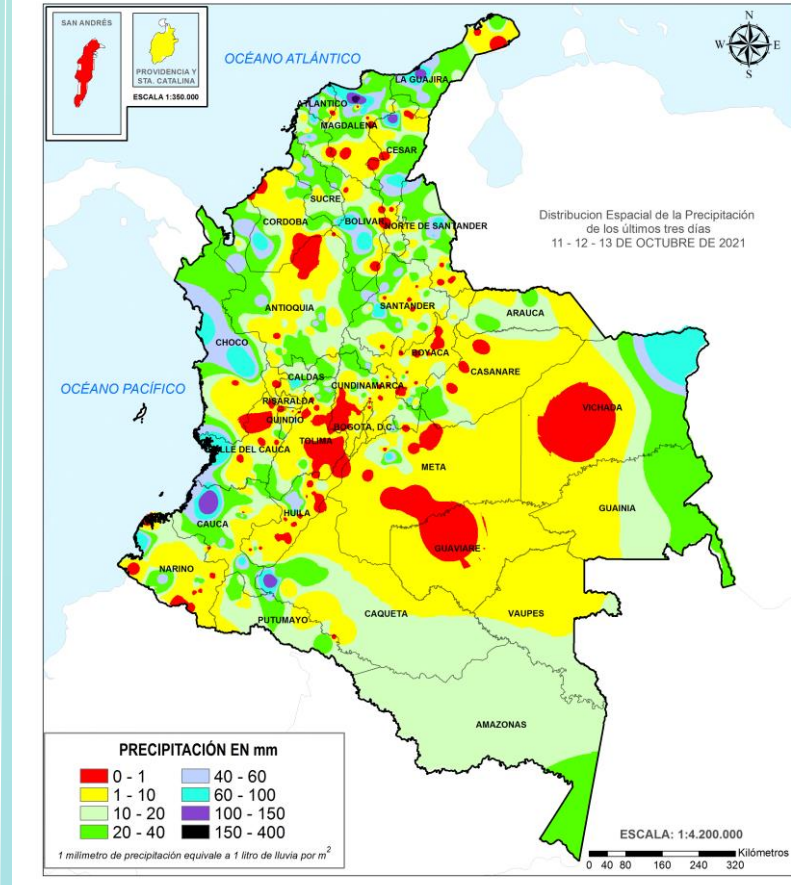 SAN ANDRÉS
PROVIDENCIA Y
STA. CATALINA
ESCALA 1:350.000
OCÉANO ATLÁNTICO
N
W E
S
LA GUAJIRA
ATLANTICO
MAGDALENA
CESAR
SUCRE
CORDOBA
BOLIVAR
NORTE DE SANTANDER
Distribucion Espacial de la Precipitación
de los últimos tres días
11 - 12 - 13 DE OCTUBRE DE 2021
ANTIOQUIA
SANTANDER
ARAUCA
CHOCO
BOYACA
CASANARE
CALDAS
CUNDINAMARCA
OCÉANO PACÍFICO
RISARALDA
VICHADA
QUINDIO
BOGOTA, D.C.
TOLIMA
VALLE DEL CAUCA
META
GUAINIA
HUILA
CAUCA
GUAVIARE
NARINO
CAQUETA
VAUPES
PUTUMAYO
AMAZONAS
PRECIPITACIÓN EN mm
0 - 1 40 - 60
1 - 10 60 - 100
10 - 20 100 - 150
20 - 40 150 - 400
1 milimetro de precipitación equivale a 1 litro de lluvia por m²
ESCALA: 1:4.200.000
Kilómetros
0 40 80 160 240 320